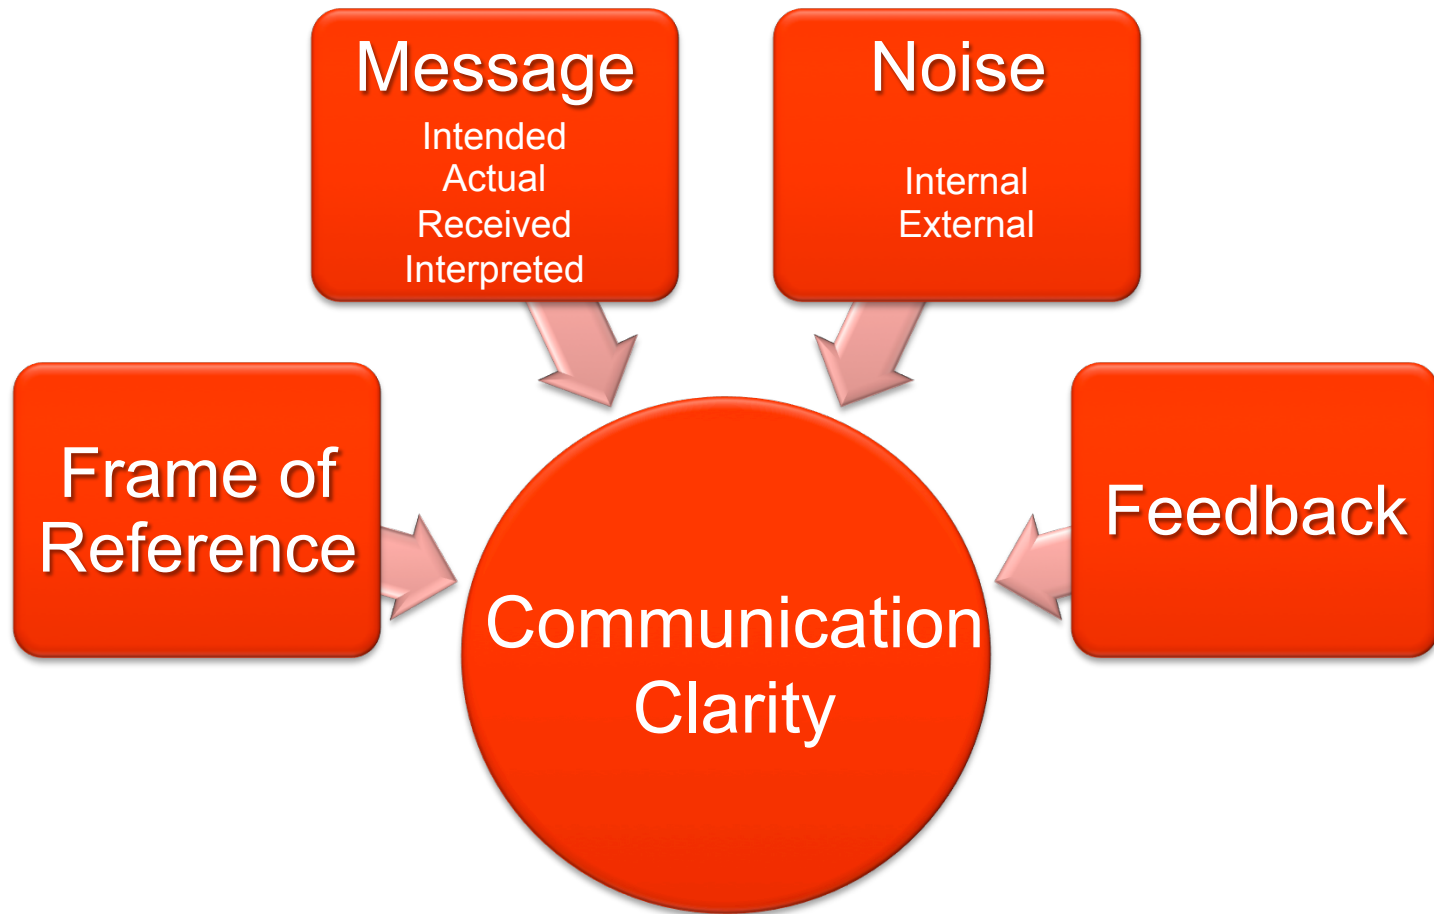 Message
Intended
Actual
Received
Interpreted
Noise
Internal
External
Frame of
Reference
Feedback
Communication
Clarity